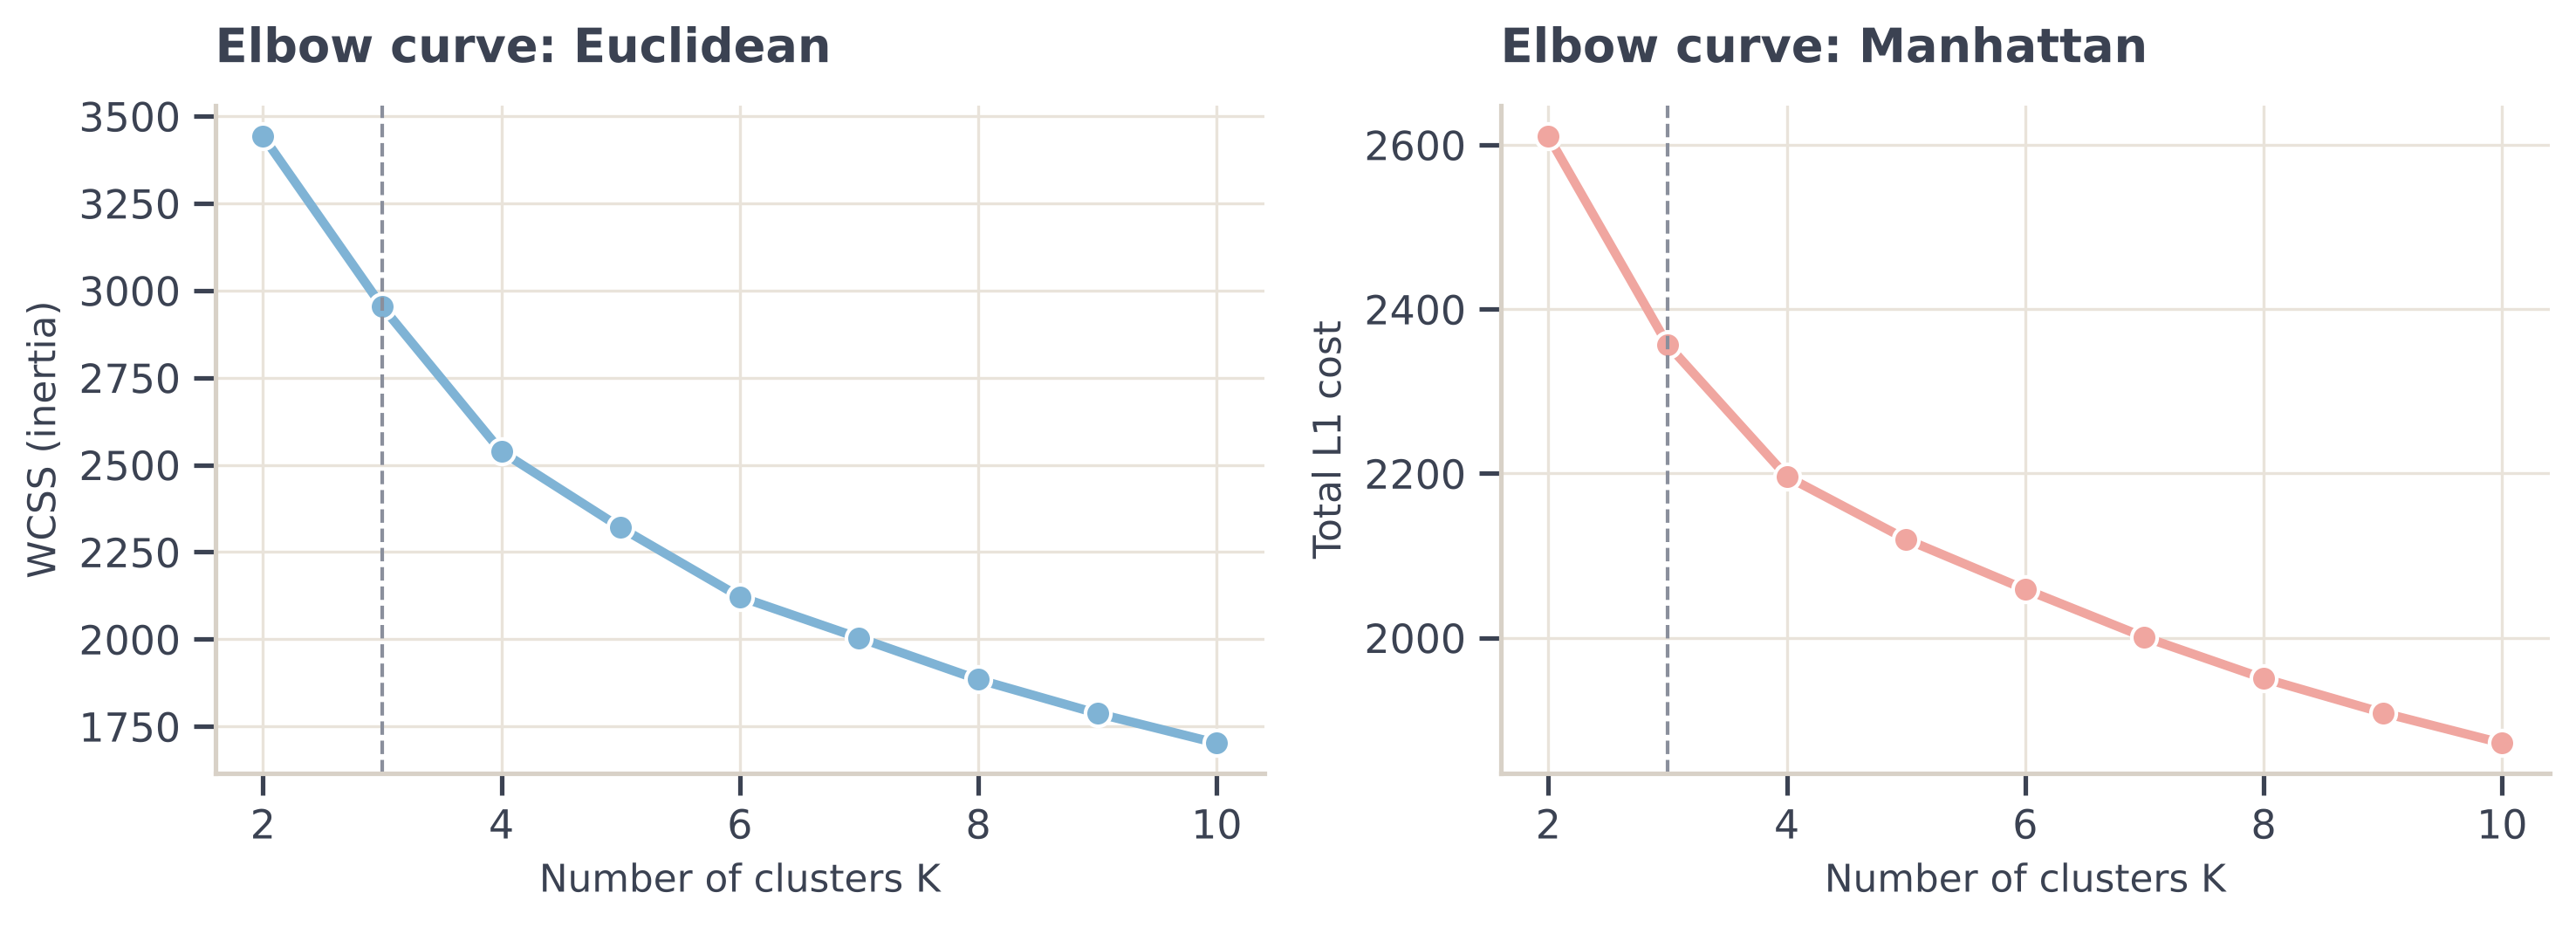 Elbow curve: Euclidean
3500
3250
3000
2750
2500
2250
2000
1750
WCSS (inertia)
2 4 6 8 10
Number of clusters K
Elbow curve: Manhattan
2600
2400
2200
2000
Total L1 cost
2 4 6 8 10
Number of clusters K